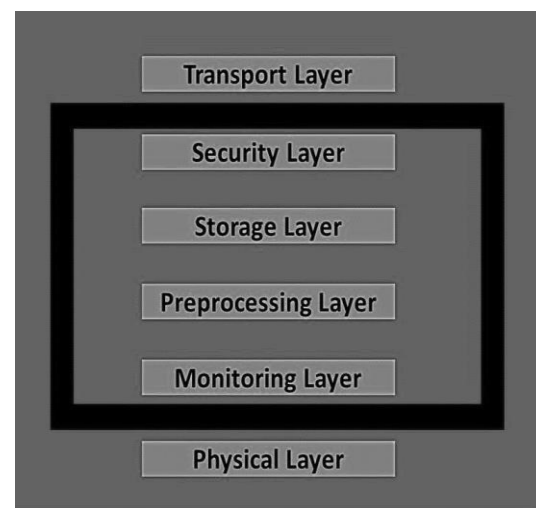 Transport Layer
Security Layer
Storage Layer
Preprocessing Layer
Monitoring Layer
Physical Layer